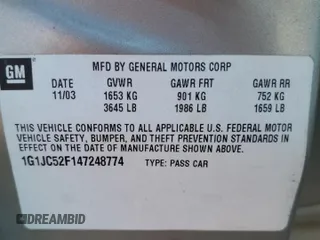 GM
MFD BY GENERAL MOTORS CORP
DATE GVWR GAWR FRT GAWR RR
11/03 1653 KG 901 KG 752 KG
3645 LB 1986 LB 1659 LB
THIS VEHICLE CONFORMS TO ALL APPLICABLE U.S. FEDERAL MOTOR
VEHICLE SAFETY, BUMPER, AND THEFT PREVENTION STANDARDS IN
EFFECT ON THE DATE OF MANUFACTURE SHOWN ABOVE.
1G1JC52F147248774 TYPE: PASS CAR
DREAMBID